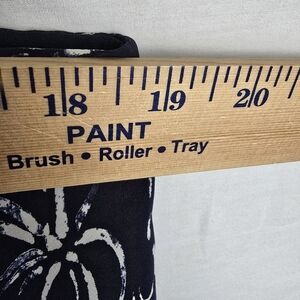 18 19 20
PAINT
Brush • Roller • Tray